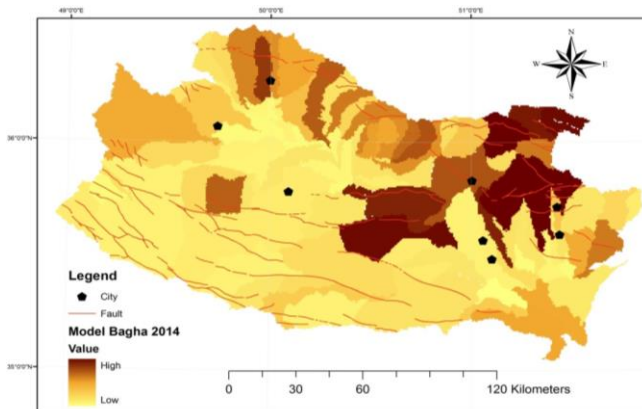 49°0'0"E 50°0'0"E 51°0'0"E
N
W E
S
36°0'0"N
Legend
City
Fault
Model Bagha 2014
Value
High
Low
35°0'0"N
0 30 60 120 Kilometers